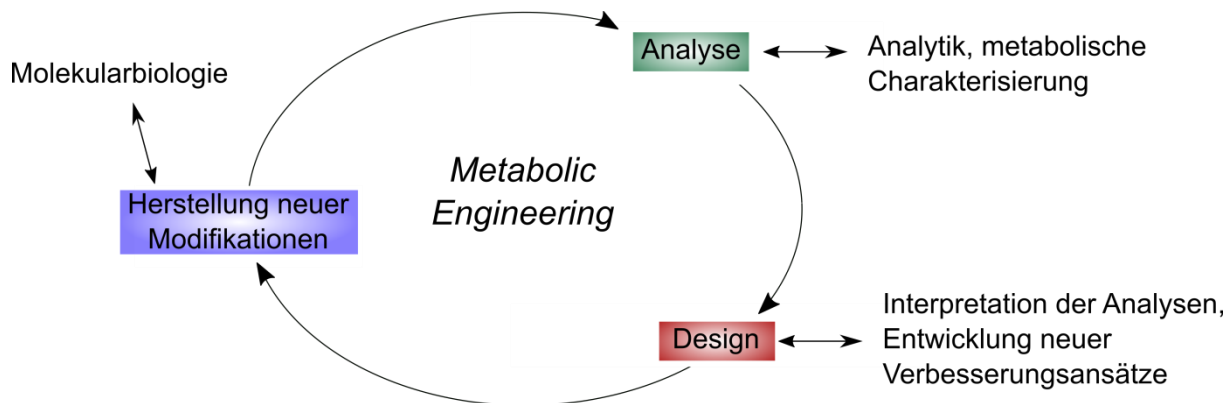 Analyse
Analytik, metabolische
Charakterisierung
Molekularbiologie
Metabolic
Engineering
Herstellung neuer
Modifikationen
Design
Interpretation der Analysen,
Entwicklung neuer
Verbesserungsansätze